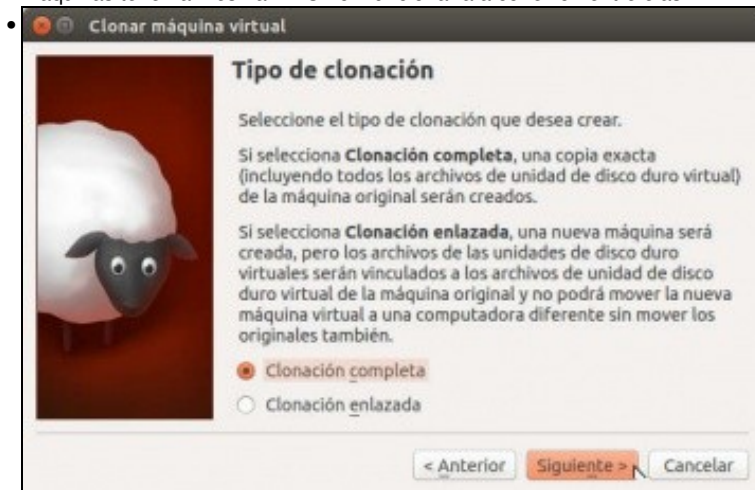 Clonar máquina virtual
Tipo de clonación
Seleccione el tipo de clonación que desea crear.
Si selecciona Clonación completa, una copia exacta
(incluyendo todos los archivos de unidad de disco duro virtual)
de la máquina original serán creados.
Si selecciona Clonación enlazada, una nueva máquina será
creada, pero los archivos de las unidades de disco duro
virtuales serán vinculados a los archivos de unidad de disco
duro virtual de la máquina original y no podrá mover la nueva
máquina virtual a una computadora diferente sin mover los
originales también.
Clonación completa
Clonación enlazada
< Anterior Siguiente > Cancelar